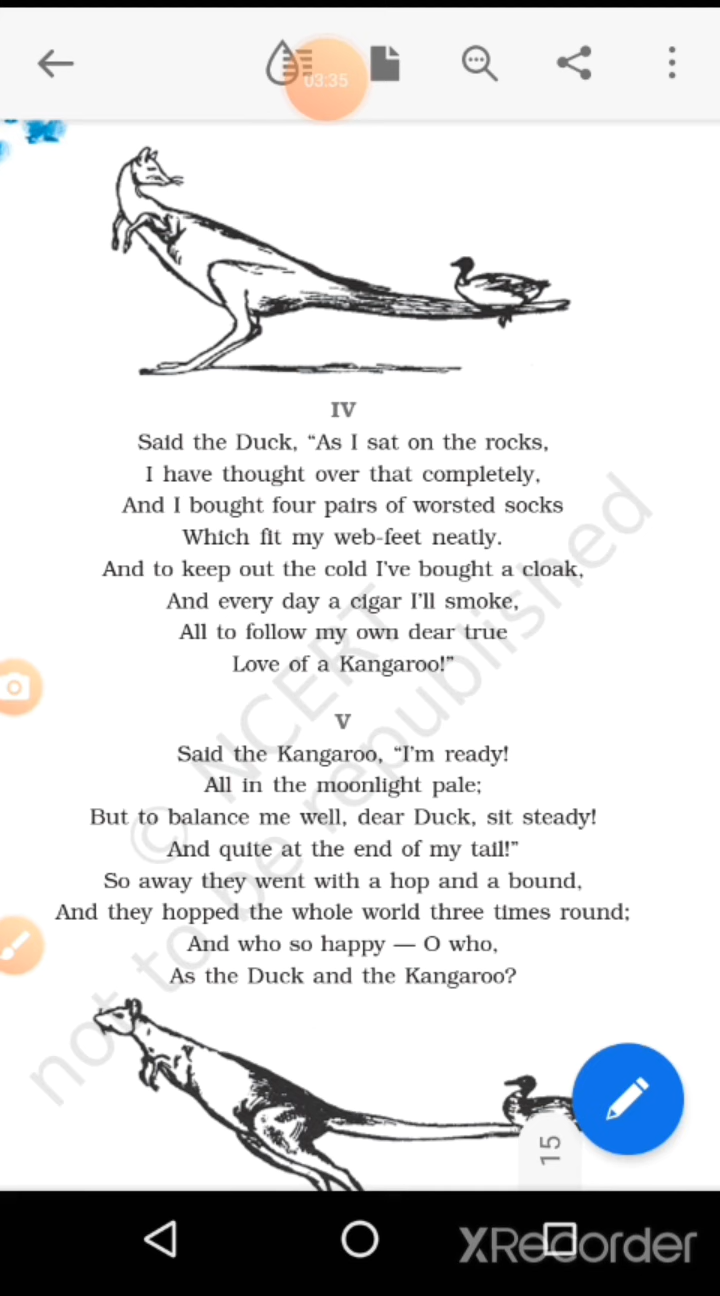 03:35
IV
Said the Duck, “As I sat on the rocks,
I have thought over that completely,
And I bought four pairs of worsted socks
Which fit my web-feet neatly.
And to keep out the cold I’ve bought a cloak,
And every day a cigar I’ll smoke,
All to follow my own dear true
Love of a Kangaroo!”
V
Said the Kangaroo, “I’m ready!
All in the moonlight pale;
But to balance me well, dear Duck, sit steady!
And quite at the end of my tail!”
So away they went with a hop and a bound,
And they hopped the whole world three times round;
And who so happy — O who,
As the Duck and the Kangaroo?
© NCERT
not to be republished
15
XRecorder